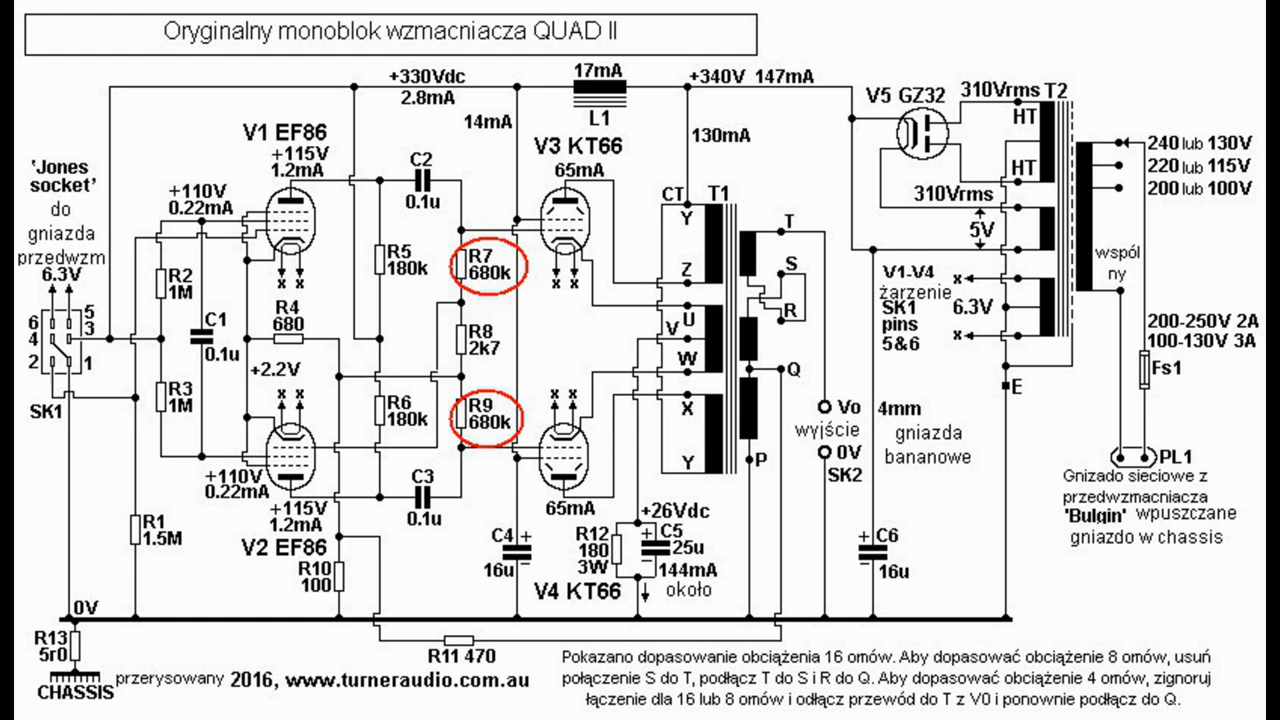 Oryginalny monoblok wzmacniacza QUAD II
+330Vdc
2.8mA
17mA
L1
+340V 147mA
14mA
130mA
V1 EF86
+115V
1.2mA
C2
0.1u
V3 KT66
65mA
V5 GZ32
310Vrms
T2
HT
HT
310Vrms
5V
240 lub 130V
220 lub 115V
200 lub 100V
'Jones
socket'
do
gniazda
przedwzm
6.3V
+110V
0.22mA
CT
T1
Y
Z
U
V
W
X
Y
T
S
R
Q
P
R2
1M
R5
180k
R7
680k
x x
x x
wspól
ny
V1-V4
żarzenie
SK1
pins
5&6
x
6.3V
x
6
4
2
5
3
1
SK1
C1
0.1u
R4
680
+2.2V
R8
2k7
R3
1M
R6
180k
R9
680k
x x
x x
200-250V 2A
100-130V 3A
Fs1
E
Vo
wyjście
0V
SK2
4mm
gniazda
bananowe
+110V
0.22mA
+115V
1.2mA
V2 EF86
C3
0.1u
65mA
V4 KT66
PL1
Gnizado sieciowe z
przedwzmacniacza
'Bulgin' wpuszczane
gniazdo w chassis
R1
1.5M
R10
100
C4 +
16u
R12
180
3W
+26Vdc
+ C5
25u
144mA
około
+ C6
16u
0V
R13
5r0
CHASSIS
R11 470
przerysowany 2016, www.turneraudio.com.au
Pokazano dopasowanie obciążenia 16 omów. Aby dopasować obciążenie 8 omów, usuń
połączenie S do T, podłącz T do S i R do Q. Aby dopasować obciążenie 4 omów, zignoruj
łączenie dla 16 lub 8 omów i odłącz przewód do T z V0 i ponownie podłącz do Q.